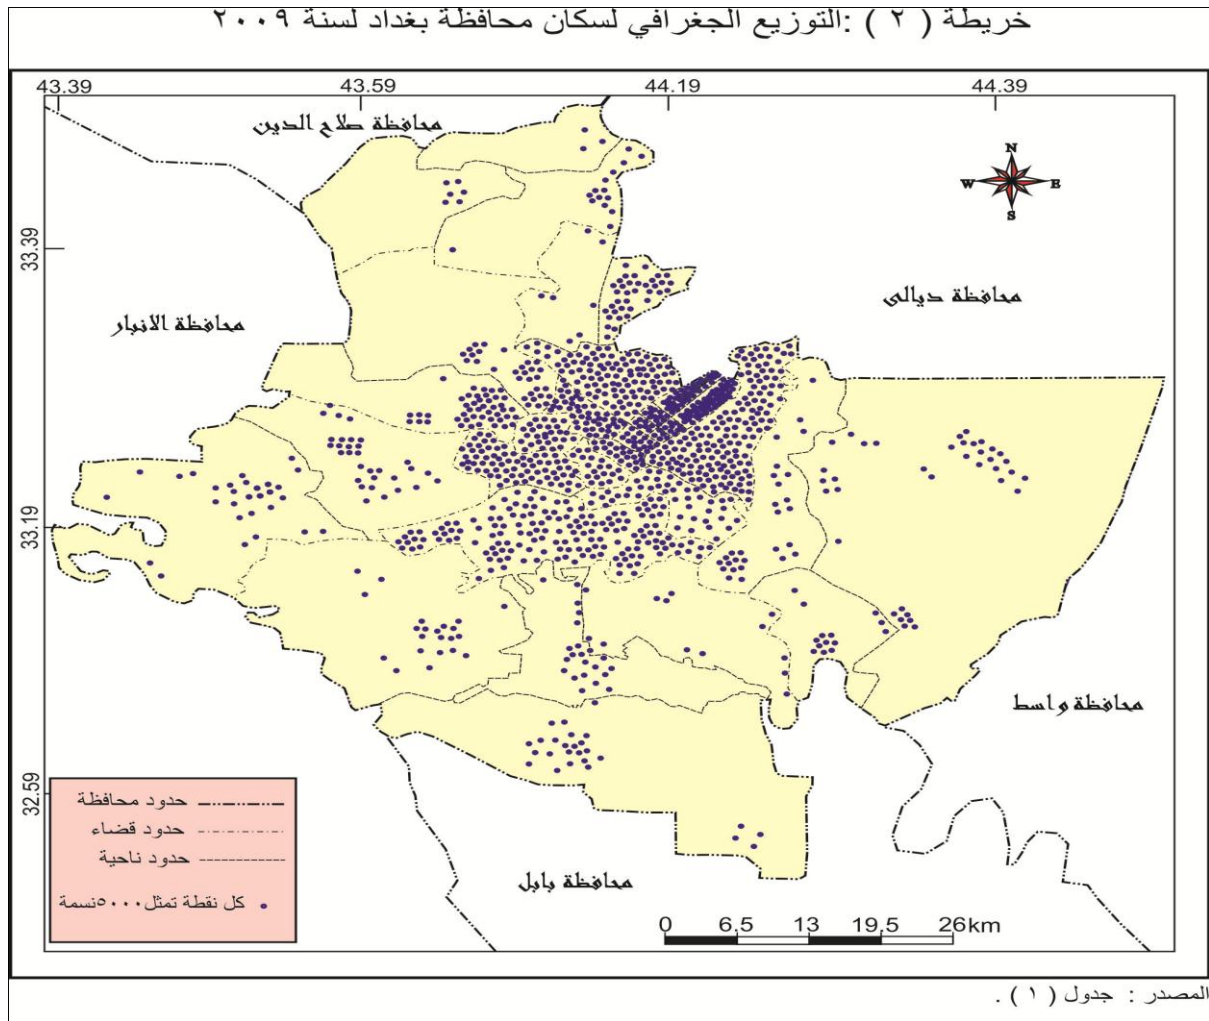 خريطة ( ٢ ) :التوزيع الجغرافي لسكان محافظة بغداد لسنة ٢٠٠٩
43.39 43.59 44.19 44.39
محافظة صلاح الدين
N
W E
S
33.39
محافظة ديالى
محافظة الانبار
33.19
محافظة واسط
32.59
حدود محافظة
حدود قضاء
حدود ناحية
كل نقطة تمثل٥٠٠٠نسمة
محافظة بابل
0 6.5 13 19.5 26km
المصدر : جدول ( ١ ) .